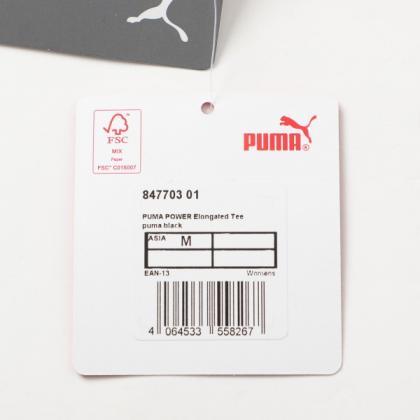 FSC
MIX
Paper
FSC™ C016007
PUMA®
847703 01
PUMA POWER Elongated Tee
puma black
ASIA M
EAN-13 Womens
4 064533 558267